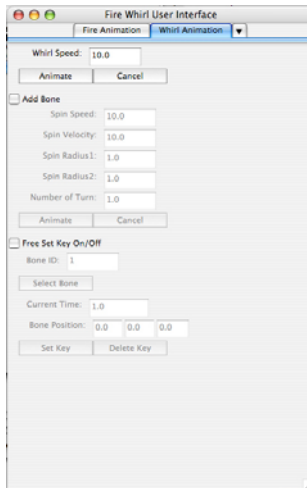 Fire Whirl User Interface
Fire Animation Whirl Animation
Whirl Speed: 10.0
Animate Cancel
Add Bone
Spin Speed: 10.0
Spin Velocity: 10.0
Spin Radius1: 1.0
Spin Radius2: 1.0
Number of Turn: 1.0
Animate Cancel
Free Set Key On/Off
Bone ID: 1
Select Bone
Current Time: 1.0
Bone Position: 0.0 0.0 0.0
Set Key Delete Key